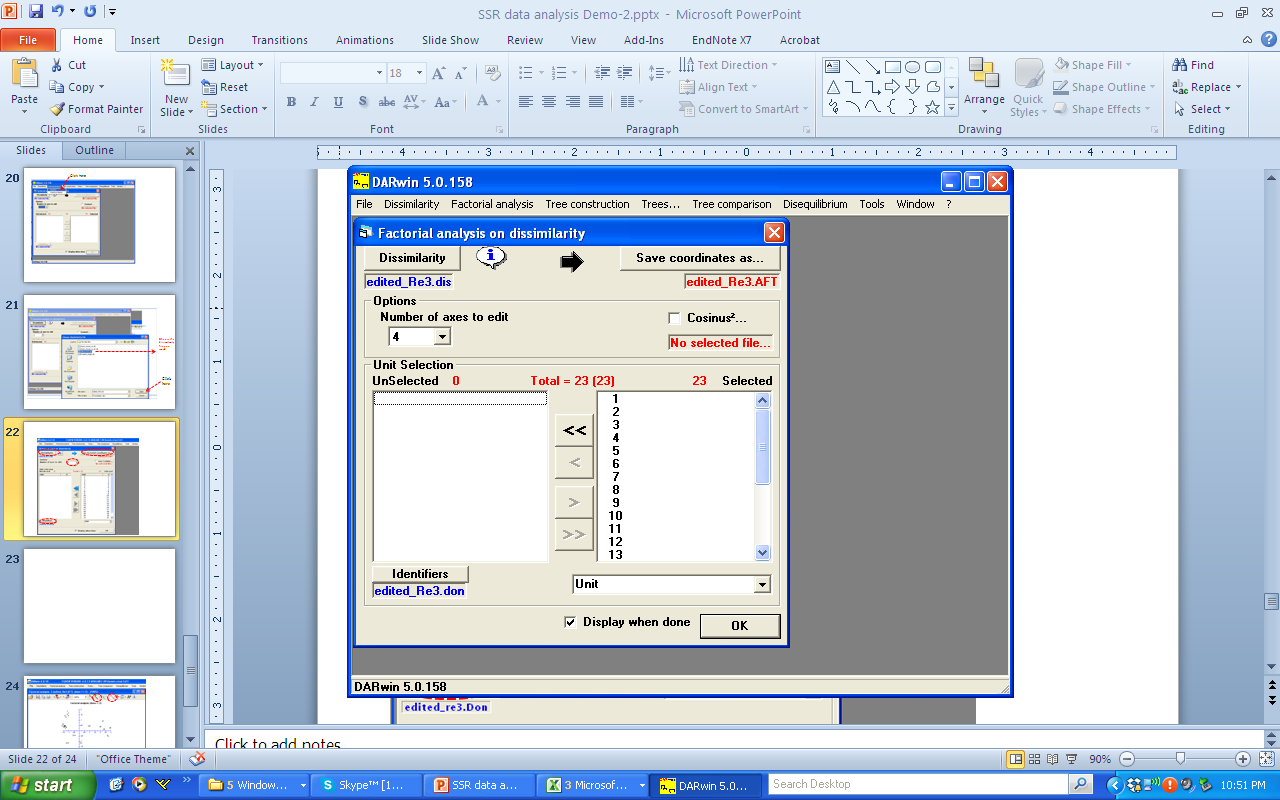 SSR data analysis Demo-2.pptx - Microsoft PowerPoint
File Home Insert Design Transitions Animations Slide Show Review View Add-Ins EndNote X7 Acrobat
Paste
Cut
Copy
Format Painter
Clipboard
New Slide
Layout
Reset
Section
Slides
18
Font
Text Direction
Align Text
Convert to SmartArt
Paragraph
Arrange
Quick Styles
Shape Fill
Shape Outline
Shape Effects
Drawing
Find
Replace
Select
Editing
Slides Outline
20
21
22
23
24
DARwin 5.0.158
File Dissimilarity Factorial analysis Tree construction Trees... Tree comparison Disequilibrium Tools Window ?
Factorial analysis on dissimilarity
Dissimilarity
Save coordinates as...
edited_Re3.dis
edited_Re3.AFT
Options
Number of axes to edit
4
Cosinus²...
No selected file...
Unit Selection
UnSelected 0 Total = 23 (23) 23 Selected
1
2
3
4
5
6
7
8
9
10
11
12
13
<<
<
>
>>
Identifiers
edited_Re3.don
Unit
Display when done
OK
DARwin 5.0.158
edited_re3.Don
Click to add notes
Slide 22 of 24 "Office Theme" 90%
start 5 Window... Skype™ [1... SSR data a... 3 Microsof... DARwin 5.0... Search Desktop 10:51 PM